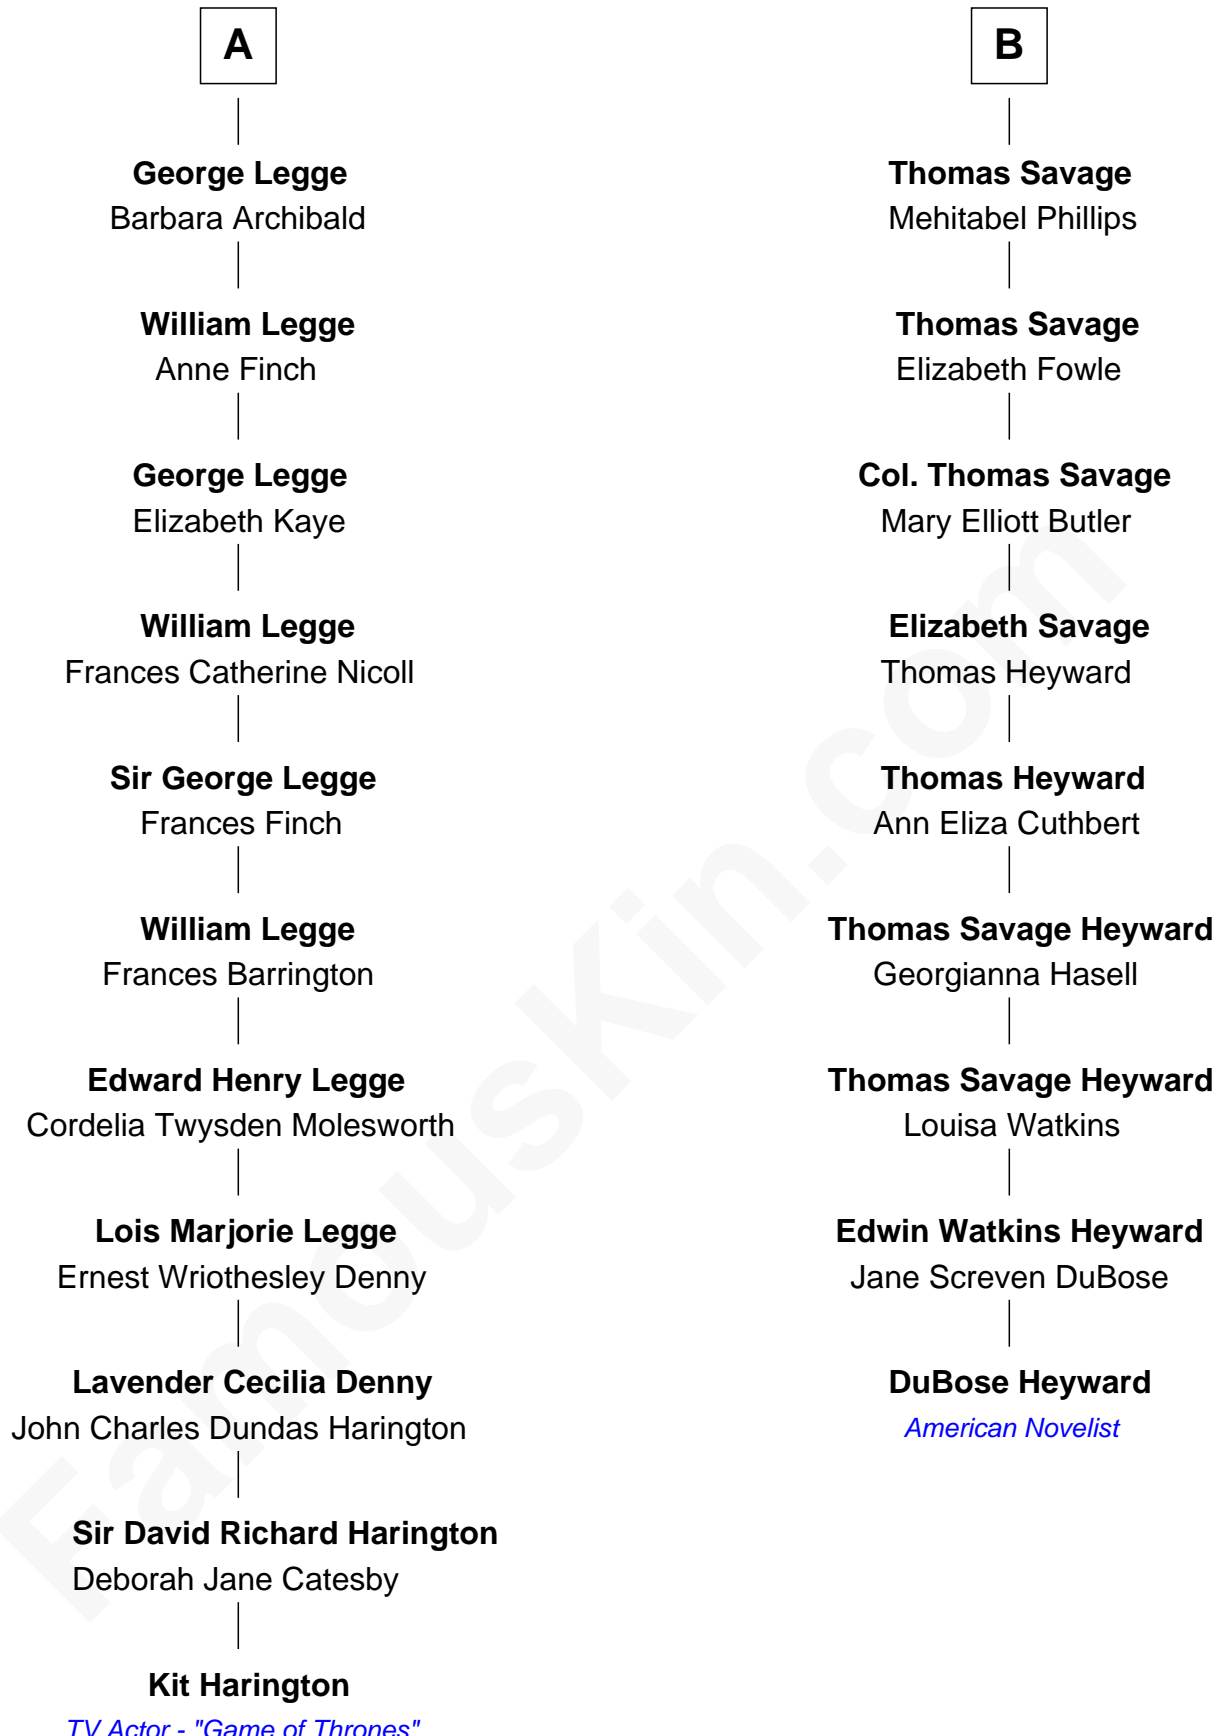 A
George Legge
Barbara Archibald
William Legge
Anne Finch
George Legge
Elizabeth Kaye
William Legge
Frances Catherine Nicoll
Sir George Legge
Frances Finch
William Legge
Frances Barrington
Edward Henry Legge
Cordelia Twysden Molesworth
Lois Marjorie Legge
Ernest Wriothesley Denny
Lavender Cecilia Denny
John Charles Dundas Harington
Sir David Richard Harington
Deborah Jane Catesby
Kit Harington
TV Actor - "Game of Thrones"
B
Thomas Savage
Mehitabel Phillips
Thomas Savage
Elizabeth Fowle
Col. Thomas Savage
Mary Elliott Butler
Elizabeth Savage
Thomas Heyward
Thomas Heyward
Ann Eliza Cuthbert
Thomas Savage Heyward
Georgianna Hasell
Thomas Savage Heyward
Louisa Watkins
Edwin Watkins Heyward
Jane Screven DuBose
DuBose Heyward
American Novelist
FamousKin.com